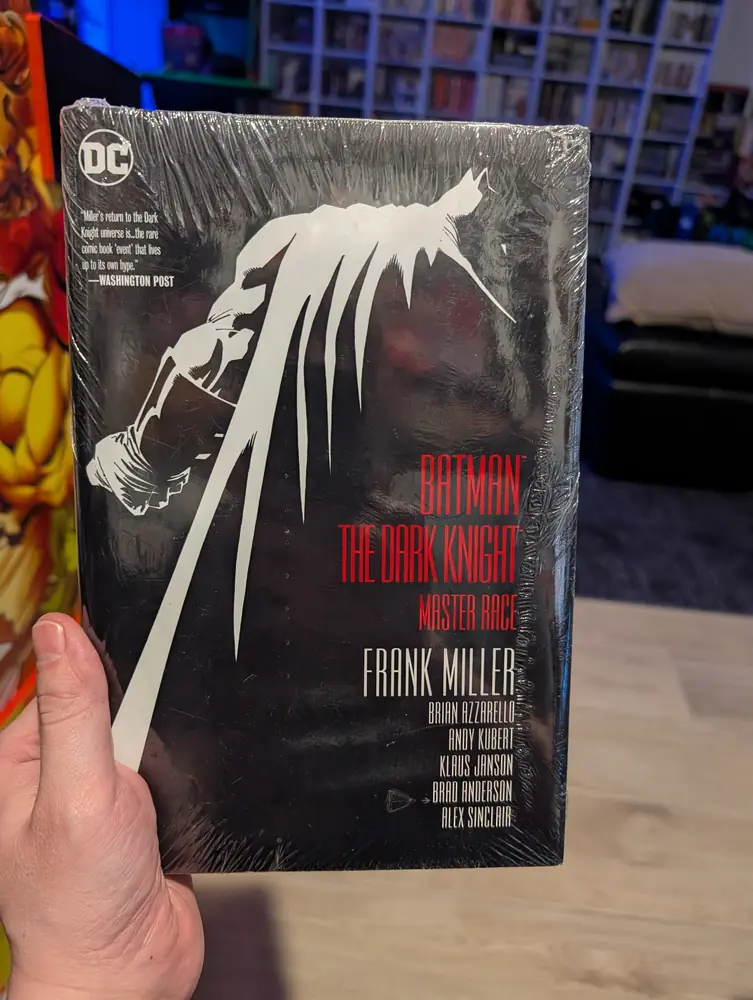 DC
"Miller's return to the Dark
Knight universe is...the rare
comic book 'event' that lives
up to its own hype."
—WASHINGTON POST
BATMAN™
THE DARK KNIGHT
MASTER RACE
FRANK MILLER
BRIAN AZZARELLO
ANDY KUBERT
KLAUS JANSON
BRAD ANDERSON
ALEX SINCLAIR